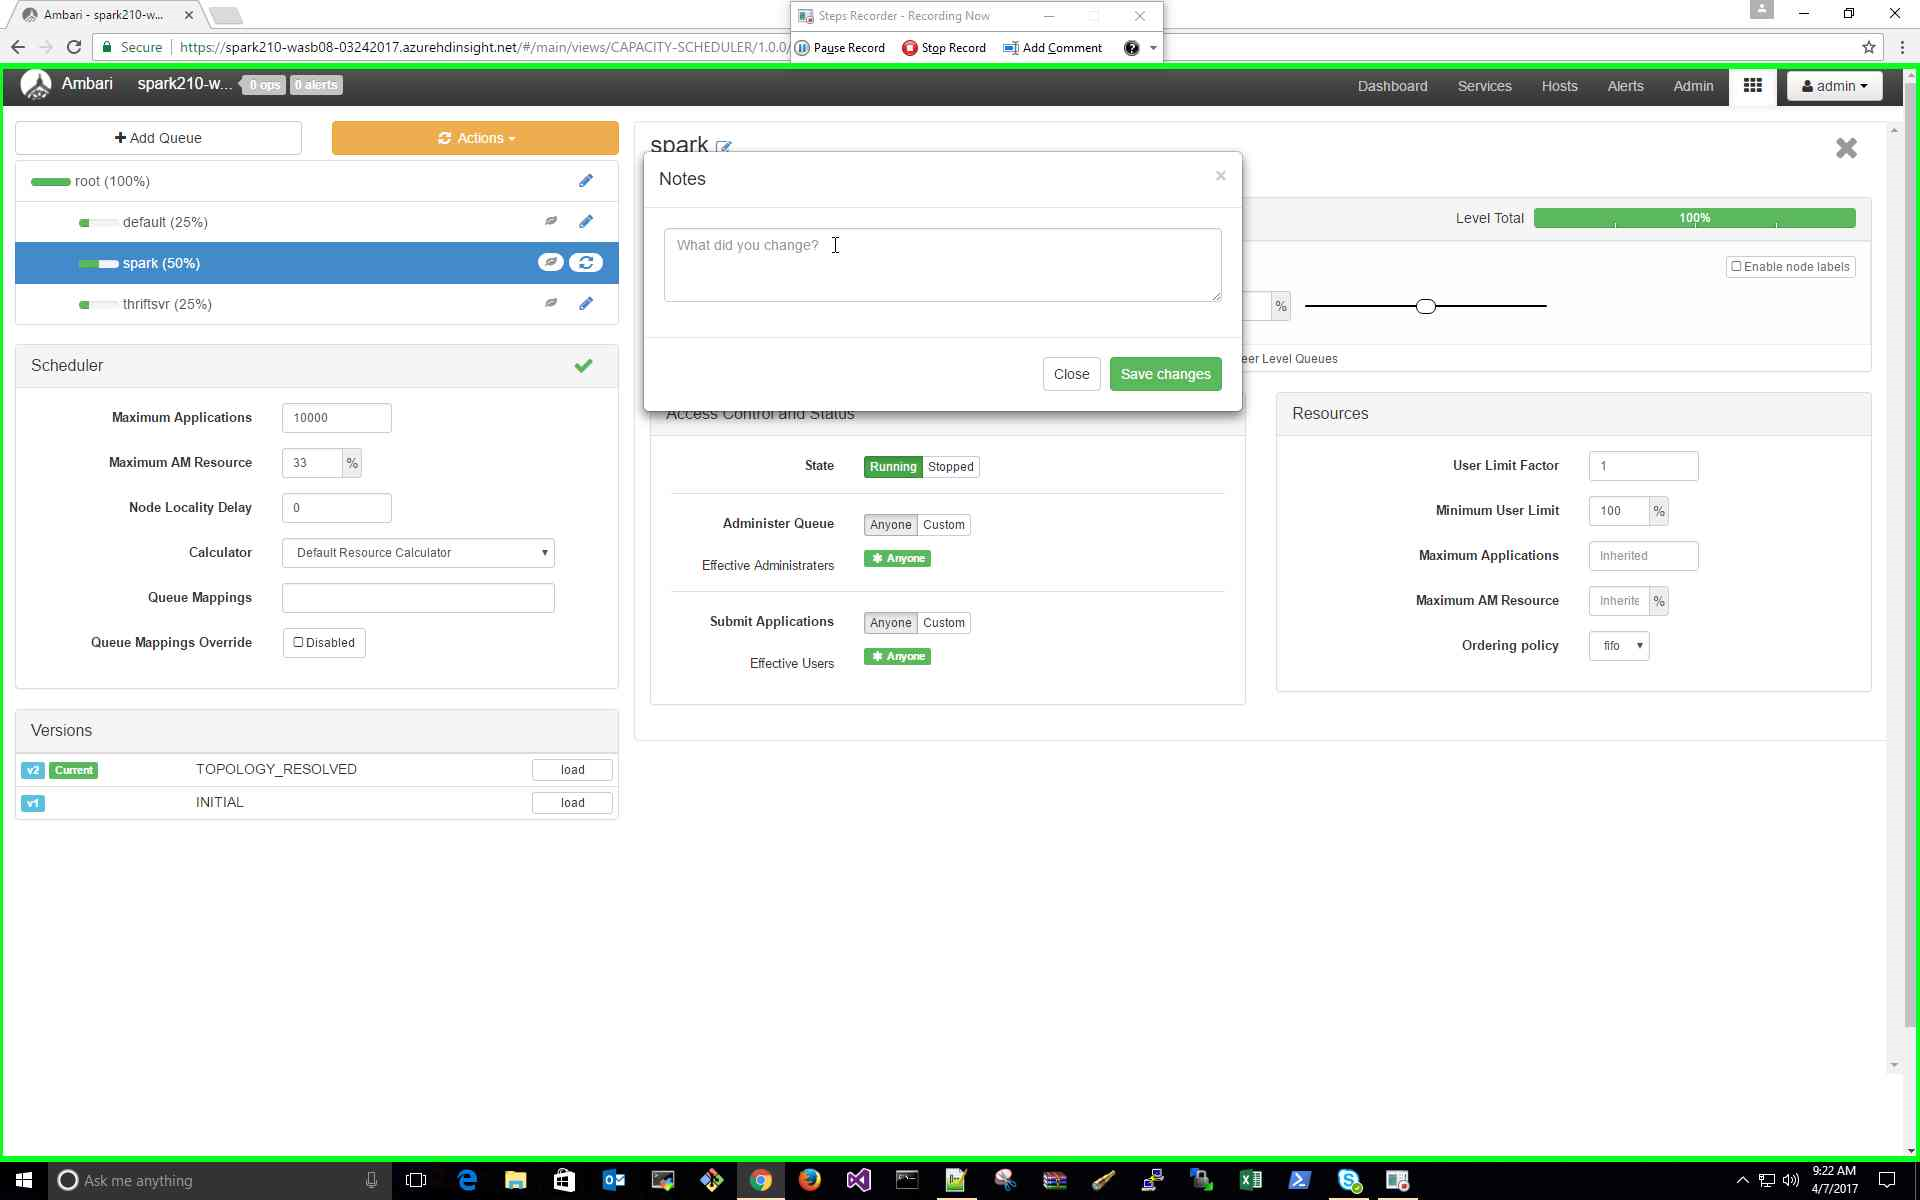 Ambari - spark210-w...
Steps Recorder - Recording Now
Secure
https://spark210-wasb08-03242017.azurehdinsight.net/#/main/views/CAPACITY-SCHEDULER/1.0.0/
Pause Record
Stop Record
Add Comment
Ambari
spark210-w...
0 ops
0 alerts
Dashboard
Services
Hosts
Alerts
Admin
admin
Add Queue
Actions
root (100%)
default (25%)
spark (50%)
thriftsvr (25%)
Scheduler
Maximum Applications
10000
Maximum AM Resource
33
%
Node Locality Delay
0
Calculator
Default Resource Calculator
Queue Mappings
Queue Mappings Override
Disabled
Versions
v2
Current
TOPOLOGY_RESOLVED
load
v1
INITIAL
load
spark
Notes
×
What did you change?
Close
Save changes
Level Total
100%
Enable node labels
%
eer Level Queues
Access Control and Status
State
Running
Stopped
Administer Queue
Anyone
Custom
Effective Administraters
Anyone
Submit Applications
Anyone
Custom
Effective Users
Anyone
Resources
User Limit Factor
1
Minimum User Limit
100
%
Maximum Applications
Inherited
Maximum AM Resource
Inherite
%
Ordering policy
fifo
Ask me anything
9:22 AM
4/7/2017